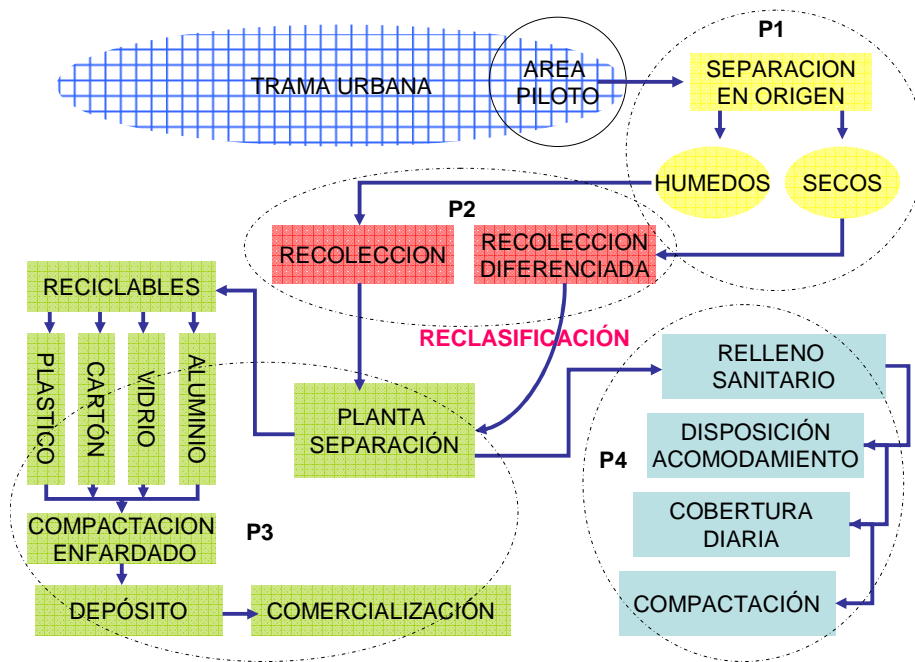 P1
TRAMA URBANA
AREA
PILOTO
SEPARACION
EN ORIGEN
HUMEDOS
SECOS
P2
RECOLECCION
RECOLECCION
DIFERENCIADA
RECICLABLES
RECLASIFICACIÓN
PLASTÌCO
CARTÓN
VIDRIO
ALUMINIO
PLANTA
SEPARACIÓN
RELLENO
SANITARIO
DISPOSICIÓN
ACOMODAMIENTO
P4
COBERTURA
DIARIA
COMPACTACIÓN
COMPACTACION
ENFARDADO
P3
DEPÓSITO
COMERCIALIZACIÓN